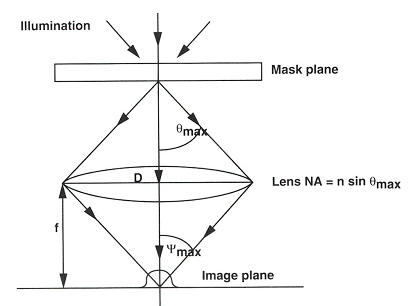 Illumination
Mask plane
θmax
D
Lens NA = n sin θmax
f
Ψmax
Image plane